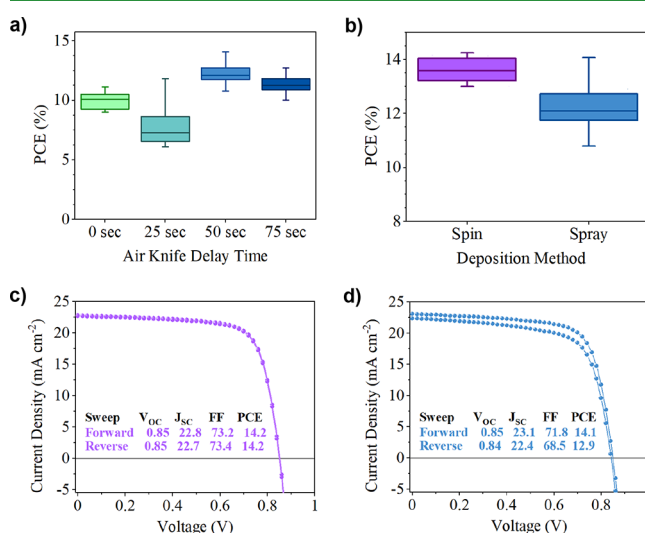 a)
15
10
5
0
PCE (%)
0 sec 25 sec 50 sec 75 sec
Air Knife Delay Time
b)
14
12
10
8
PCE (%)
Spin Spray
Deposition Method
c)
25
20
15
10
5
0
-5
Current Density (mA cm⁻²)
Sweep V_OC J_SC FF PCE
Forward 0.85 22.8 73.2 14.2
Reverse 0.85 22.7 73.4 14.2
0 0.2 0.4 0.6 0.8 1
Voltage (V)
d)
25
20
15
10
5
0
-5
Current Density (mA cm⁻²)
Sweep V_OC J_SC FF PCE
Forward 0.85 23.1 71.8 14.1
Reverse 0.84 22.4 68.5 12.9
0 0.2 0.4 0.6 0.8
Voltage (V)